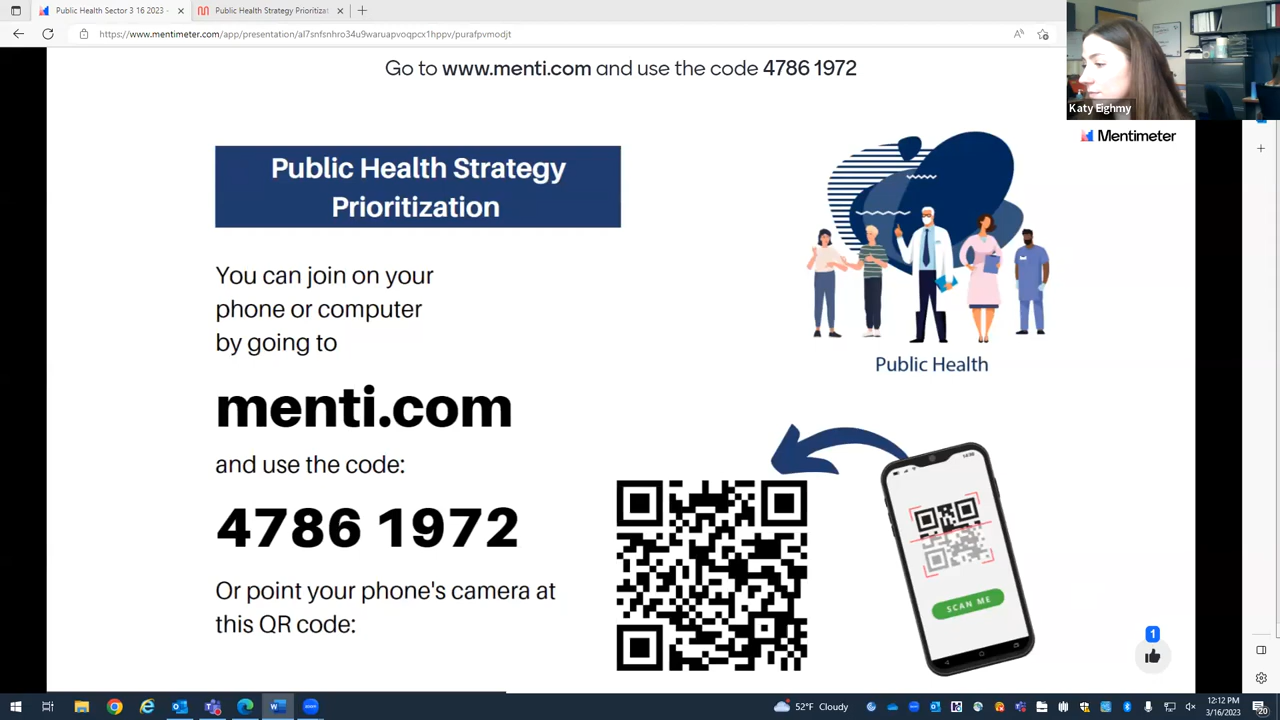 Public Health Sector 3 16 2023 -
Public Health Strategy Prioritizat
https://www.mentimeter.com/app/presentation/al7snfsnhro34u9waruapvoqpcx1hppv/purafpvmodjt
Go to www.menti.com and use the code 4786 1972
Katy Eighmy
Mentimeter
Public Health Strategy
Prioritization
You can join on your
phone or computer
by going to
menti.com
and use the code:
4786 1972
Or point your phone's camera at
this QR code:
Public Health
SCAN ME
1
52°F Cloudy
12:12 PM
3/16/2023
20